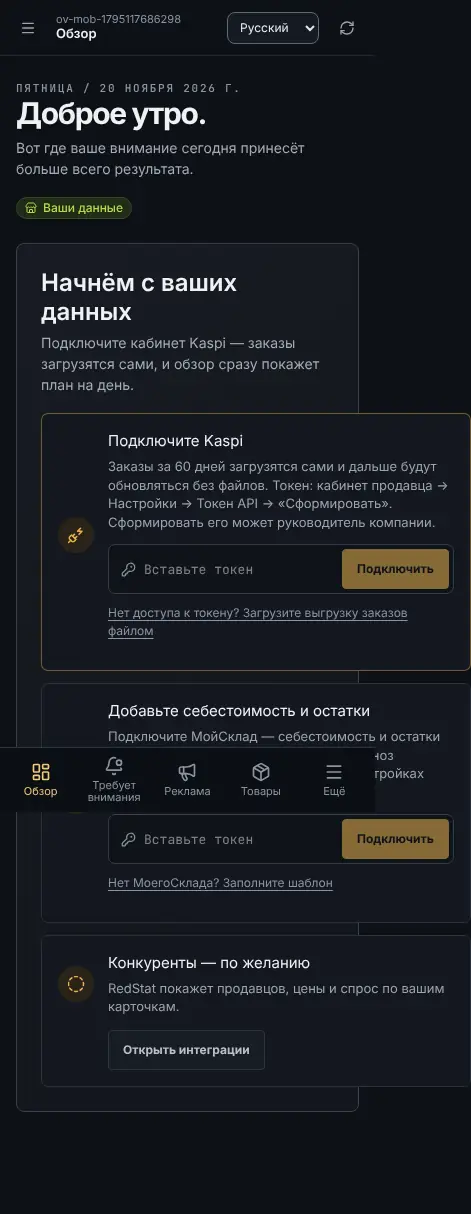 ov-mob-1795117686298
Обзор
Русский
ПЯТНИЦА / 20 НОЯБРЯ 2026 Г.
Доброе утро.
Вот где ваше внимание сегодня принесёт
больше всего результата.
Ваши данные
Начнём с ваших
данных
Подключите кабинет Kaspi — заказы
загрузятся сами, и обзор сразу покажет
план на день.
Подключите Kaspi
Заказы за 60 дней загрузятся сами и дальше будут
обновляться без файлов. Токен: кабинет продавца →
Настройки → Токен API → «Сформировать».
Сформировать его может руководитель компании.
Вставьте токен
Подключить
Нет доступа к токену? Загрузите выгрузку заказов
файлом
Добавьте себестоимость и остатки
Подключите МойСклад — себестоимость и остатки
ноз
тройках
Обзор
Требует
внимания
Реклама
Товары
Ещё
Вставьте токен
Подключить
Нет МоегоСклада? Заполните шаблон
Конкуренты — по желанию
RedStat покажет продавцов, цены и спрос по вашим
карточкам.
Открыть интеграции